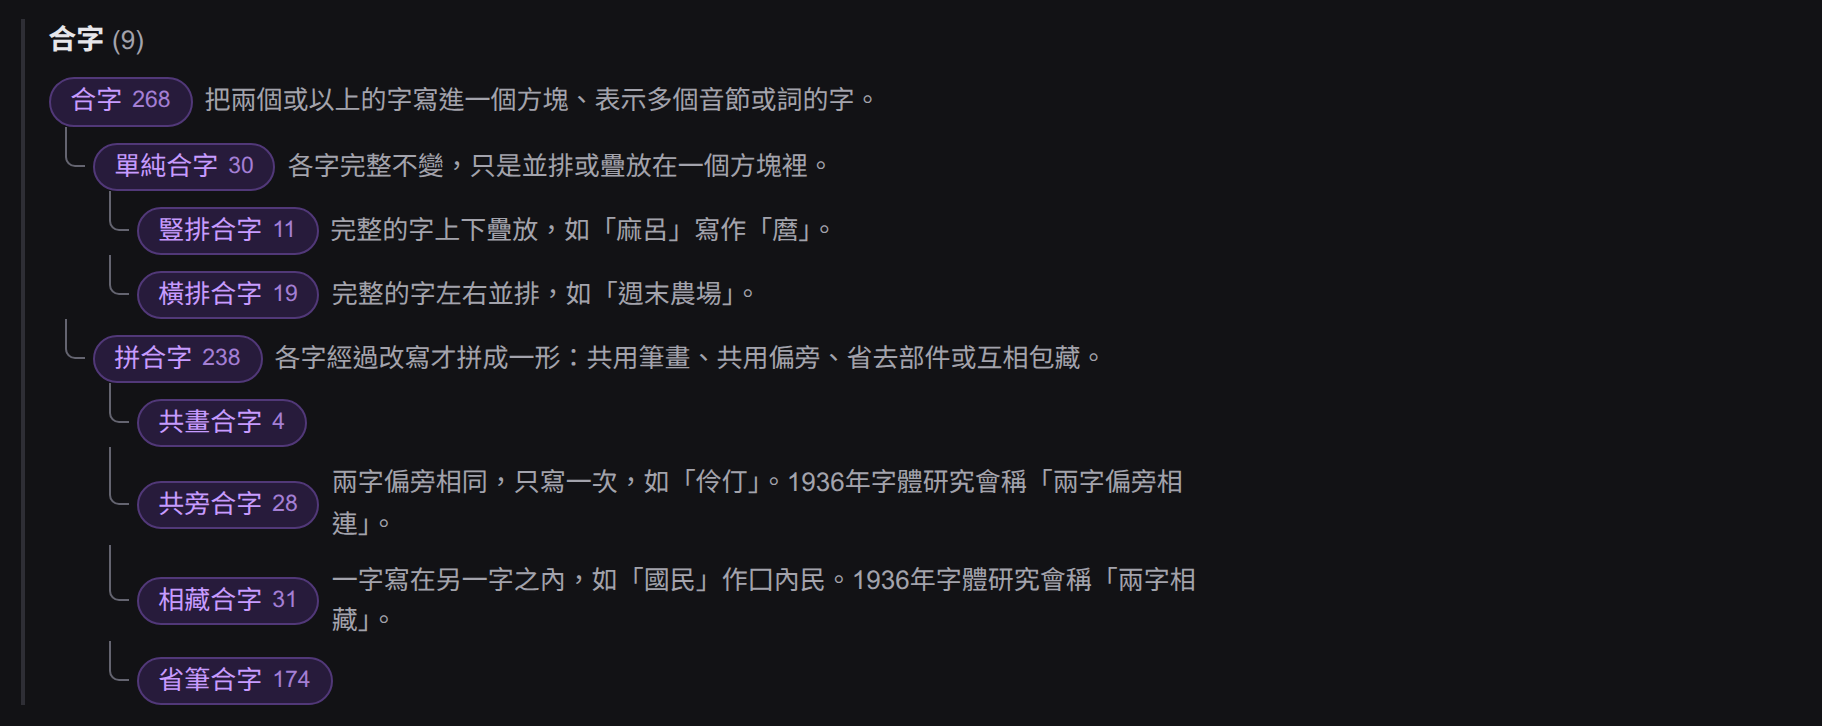 合字 (9)
合字 268 把兩個或以上的字寫進一個方塊、表示多個音節或詞的字。
單純合字 30 各字完整不變，只是並排或疊放在一個方塊裡。
豎排合字 11 完整的字上下疊放，如「麻呂」寫作「麿」。
橫排合字 19 完整的字左右並排，如「週末農場」。
拼合字 238 各字經過改寫才拼成一形：共用筆畫、共用偏旁、省去部件或互相包藏。
共畫合字 4
共旁合字 28 兩字偏旁相同，只寫一次，如「伶仃」。1936年字體研究會稱「兩字偏旁相
連」。
相藏合字 31 一字寫在另一字之內，如「國民」作囗內民。1936年字體研究會稱「兩字相
藏」。
省筆合字 174